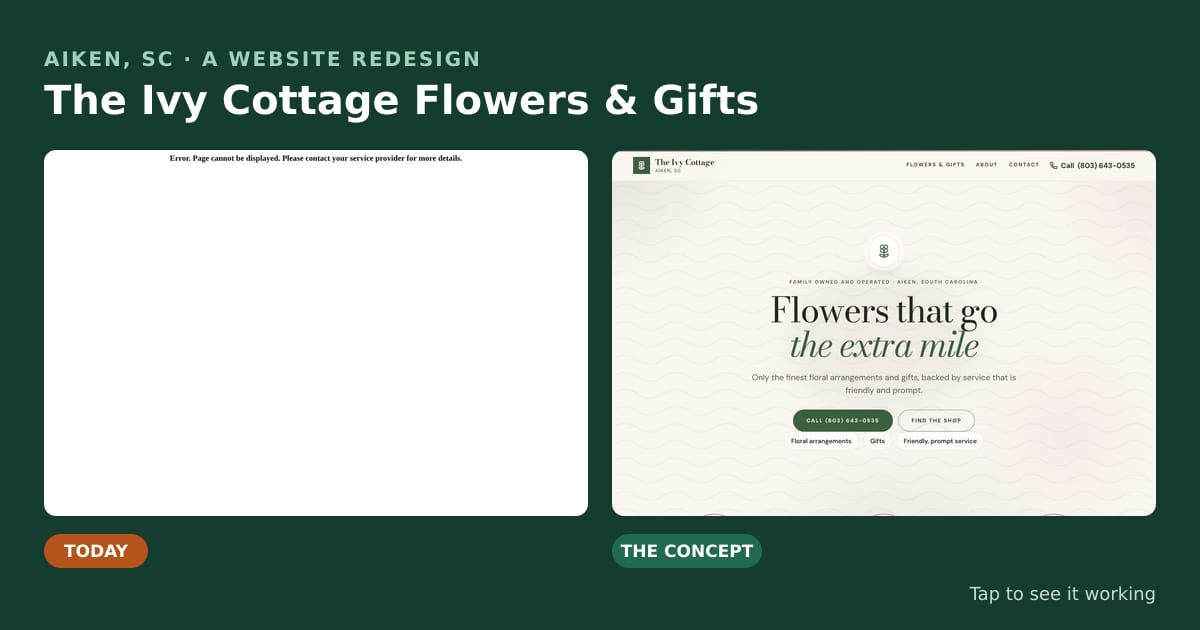 AIKEN, SC · A WEBSITE REDESIGN
The Ivy Cottage Flowers & Gifts
Error. Page cannot be displayed. Please contact your service provider for more details.
The Ivy Cottage
AIKEN, SC
FLOWERS & GIFTS ABOUT CONTACT Call (803) 643-0535
FAMILY OWNED AND OPERATED · AIKEN, SOUTH CAROLINA
Flowers that go
the extra mile
Only the finest floral arrangements and gifts, backed by service that is
friendly and prompt.
CALL (803) 643-0535 FIND THE SHOP
Floral arrangements Gifts Friendly, prompt service
TODAY
THE CONCEPT
Tap to see it working